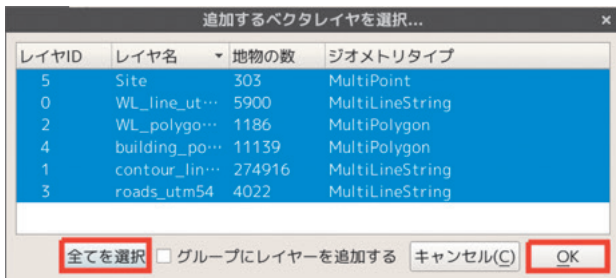 追加するベクタレイヤを選択... ×
レイヤID レイヤ名 ▾ 地物の数 ジオメトリタイプ
5 Site 303 MultiPoint
0 WL_line_ut… 5900 MultiLineString
2 WL_polygo… 1186 MultiPolygon
4 building_po… 11139 MultiPolygon
1 contour_lin… 274916 MultiLineString
3 roads_utm54 4022 MultiLineString
全てを選択 グループにレイヤーを追加する キャンセル(C) OK